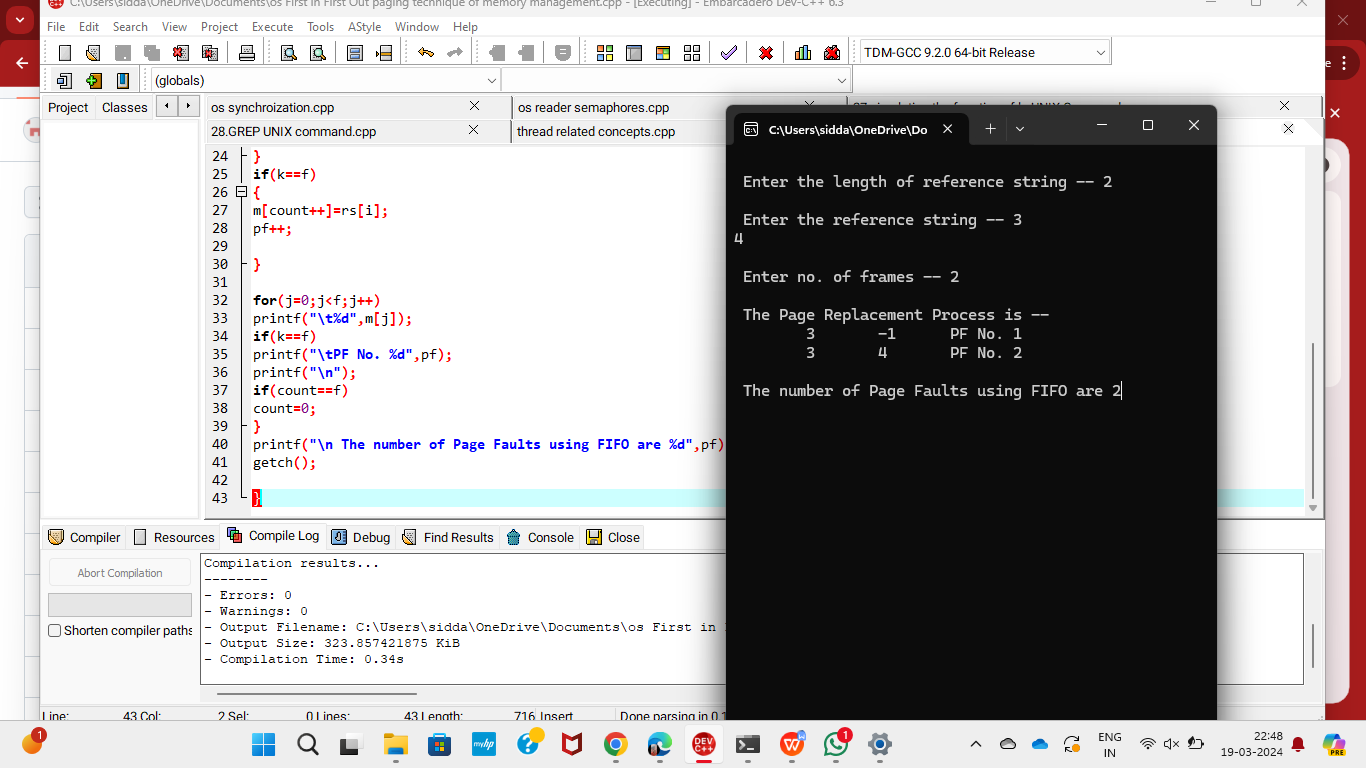 C:\Users\sidda\OneDrive\Documents\os First in First Out paging technique of memory management.cpp - [Executing] - Embarcadero Dev-C++ 6.3
File Edit Search View Project Execute Tools AStyle Window Help
TDM-GCC 9.2.0 64-bit Release
(globals)
Project Classes
os synchroization.cpp
os reader semaphores.cpp
28.GREP UNIX command.cpp
thread related concepts.cpp
24 }
25 if(k==f)
26 {
27 m[count++]=rs[i];
28 pf++;
29
30 }
31
32 for(j=0;j<f;j++)
33 printf("\t%d",m[j]);
34 if(k==f)
35 printf("\tPF No. %d",pf);
36 printf("\n");
37 if(count==f)
38 count=0;
39 }
40 printf("\n The number of Page Faults using FIFO are %d",pf)
41 getch();
42
43 }
C:\Users\sidda\OneDrive\Do
Enter the length of reference string -- 2
Enter the reference string -- 3
4
Enter no. of frames -- 2
The Page Replacement Process is --
3 -1 PF No. 1
3 4 PF No. 2
The number of Page Faults using FIFO are 2
Compiler Resources Compile Log Debug Find Results Console Close
Abort Compilation
Shorten compiler paths
Compilation results...
--------
- Errors: 0
- Warnings: 0
- Output Filename: C:\Users\sidda\OneDrive\Documents\os First in
- Output Size: 323.857421875 KiB
- Compilation Time: 0.34s
Line: 43 Col: 2 Sel: 0 Lines: 43 Length: 716 Insert Done parsing in 0.1
1
myhp
DEV C++
1
ENG
IN
22:48
19-03-2024
PRE